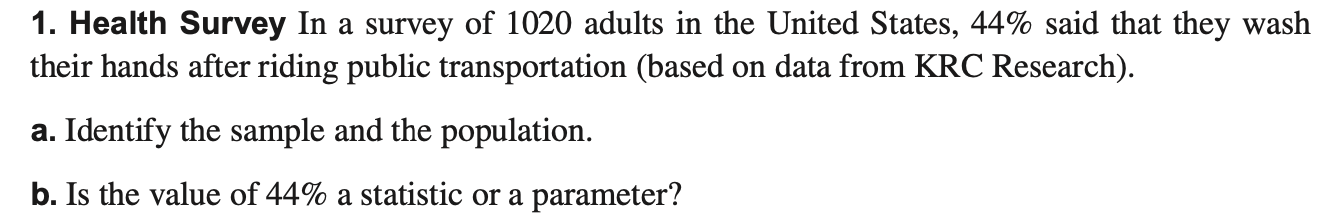 1. Health Survey In a survey of 1020 adults in the United States, 44% said that they wash
their hands after riding public transportation (based on data from KRC Research).
a. Identify the sample and the population.
b. Is the value of 44% a statistic or a parameter?